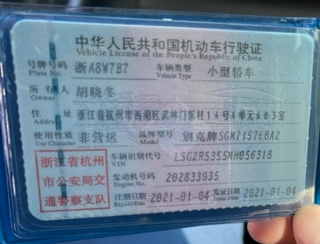 中华人民共和国机动车行驶证
Vehicle License of the People's Republic of China
号牌号码 浙A8W7B7 车辆类型 小型轿车
Plate No. Vehicle Type
所有人 胡晓冬
Owner
住址 浙江省杭州市西湖区武林门新村14号4单元603室
Address
使用性质 非营运 品牌型号 别克牌SGM7157EBA2
Use Character Model
浙江省杭州市公安局交通警察支队
车辆识别代号 LSGZR5355MH056318
VIN
发动机号码 202833935
Engine No.
注册日期 2021-01-04 发证日期 2021-01-04
Register Date Issue Date